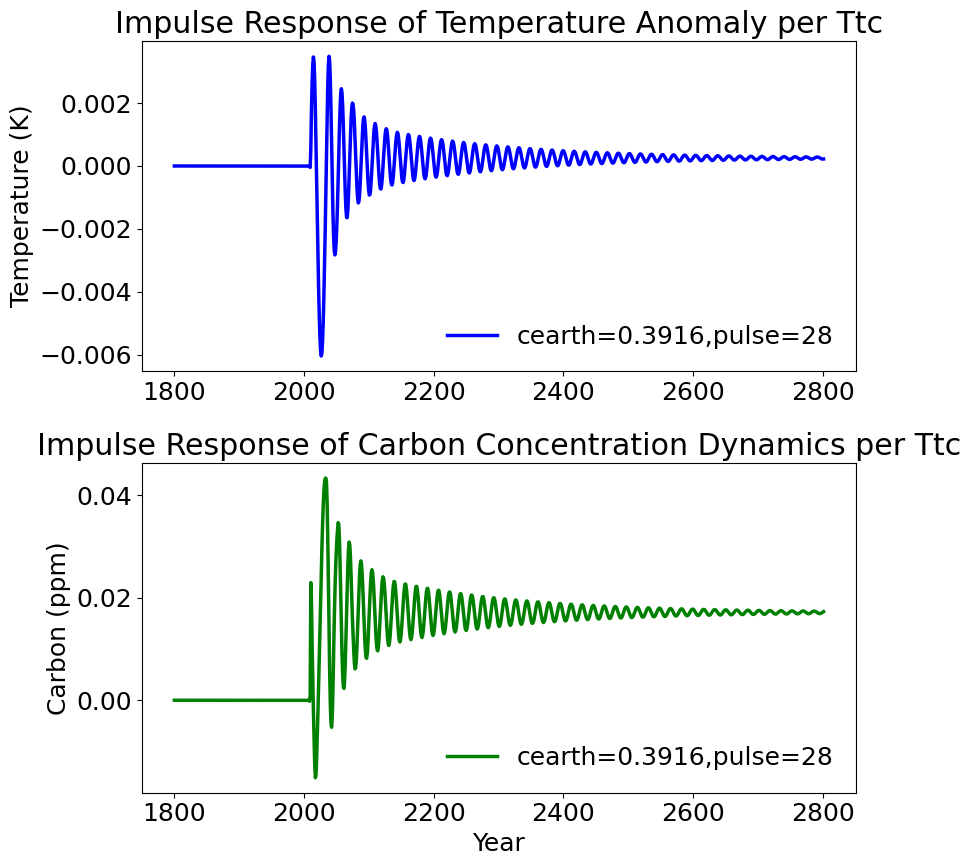 Impulse Response of Temperature Anomaly per Ttc
Temperature (K)
0.002
0.000
−0.002
−0.004
−0.006
cearth=0.3916,pulse=28
1800 2000 2200 2400 2600 2800
Impulse Response of Carbon Concentration Dynamics per Ttc
Carbon (ppm)
0.04
0.02
0.00
cearth=0.3916,pulse=28
1800 2000 2200 2400 2600 2800
Year